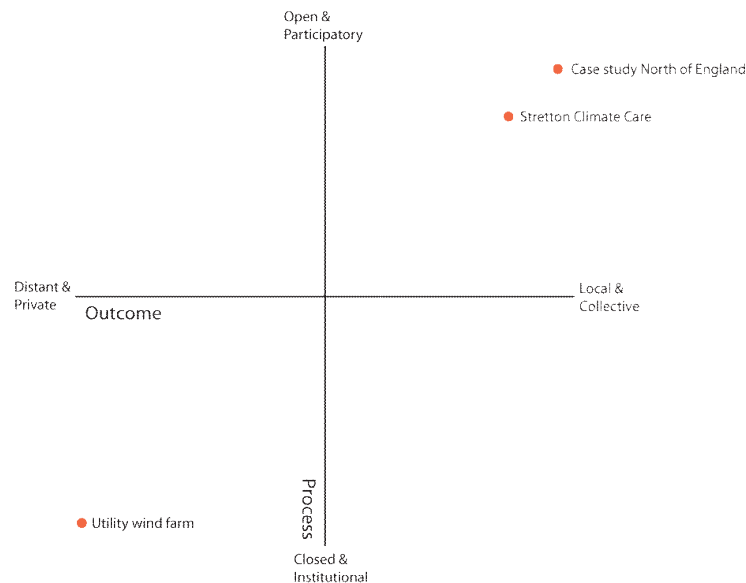 Open &
Participatory
Case study North of England
Stretton Climate Care
Distant &
Private
Local &
Collective
Outcome
Process
Utility wind farm
Closed &
Institutional